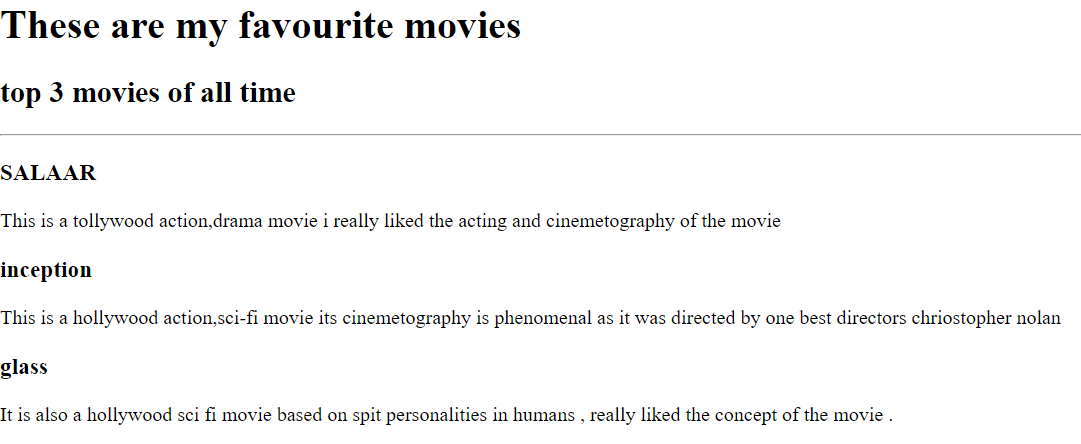 These are my favourite movies
top 3 movies of all time
SALAAR
This is a tollywood action,drama movie i really liked the acting and cinemetography of the movie
inception
This is a hollywood action,sci-fi movie its cinemetography is phenomenal as it was directed by one best directors chriostopher nolan
glass
It is also a hollywood sci fi movie based on spit personalities in humans , really liked the concept of the movie .